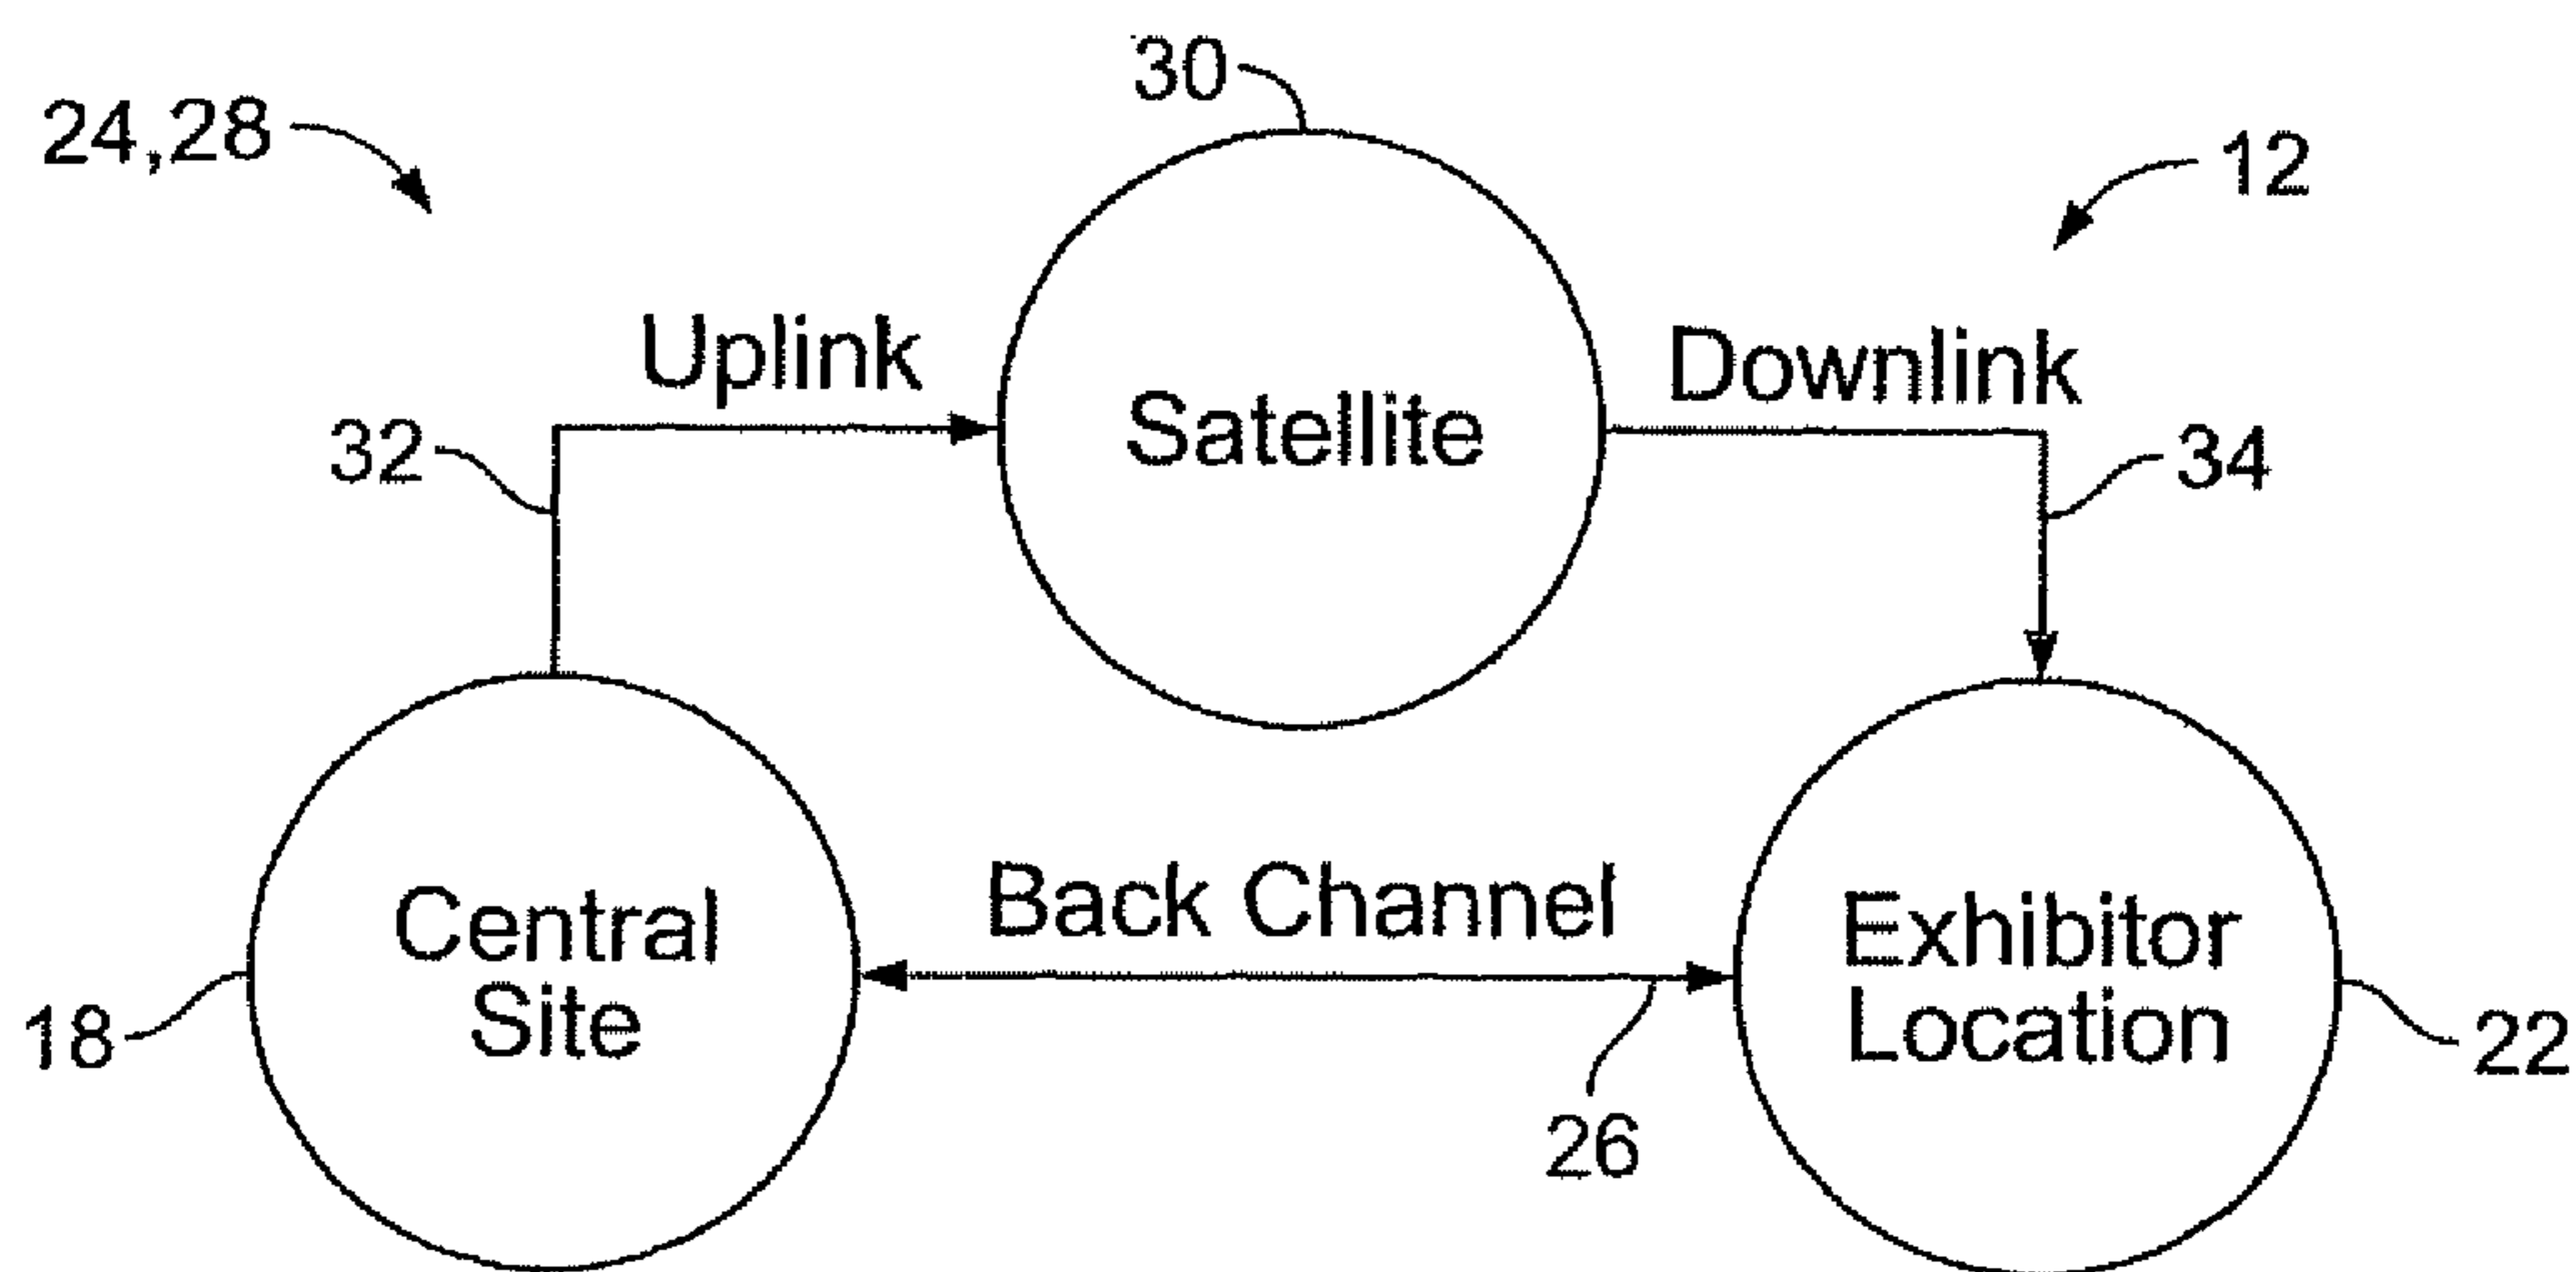 30
24,28
12
Uplink
Downlink
Satellite
32
34
Back Channel
Central
Site
Exhibitor
Location
18
22
26